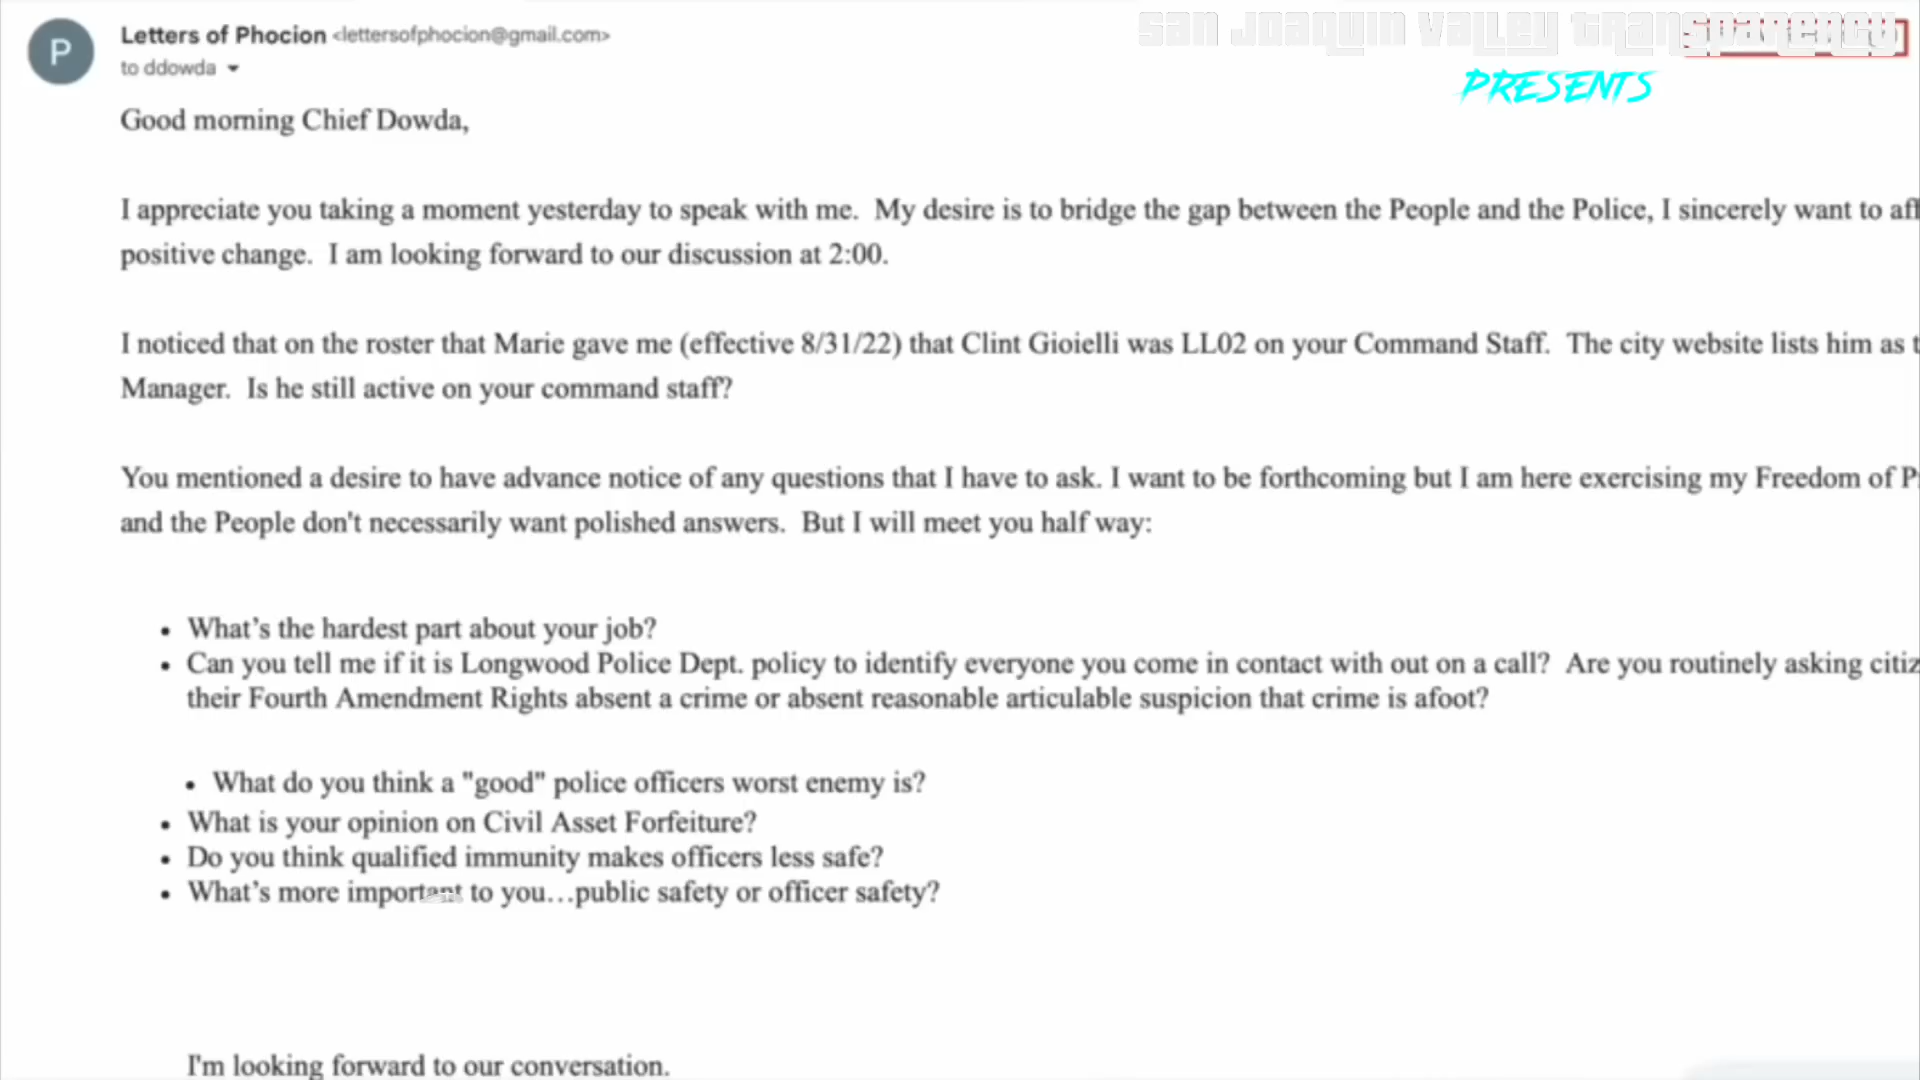 Letters of Phocion <lettersofphocion@gmail.com>
SAN JOAQUIN VALLEY TRANSPARENCY
to ddowda
PRESENTS
P
Good morning Chief Dowda,
I appreciate you taking a moment yesterday to speak with me. My desire is to bridge the gap between the People and the Police, I sincerely want to aff
positive change. I am looking forward to our discussion at 2:00.
I noticed that on the roster that Marie gave me (effective 8/31/22) that Clint Gioielli was LL02 on your Command Staff. The city website lists him as t
Manager. Is he still active on your command staff?
You mentioned a desire to have advance notice of any questions that I have to ask. I want to be forthcoming but I am here exercising my Freedom of P
and the People don't necessarily want polished answers. But I will meet you half way:
• What's the hardest part about your job?
• Can you tell me if it is Longwood Police Dept. policy to identify everyone you come in contact with out on a call? Are you routinely asking citiz
their Fourth Amendment Rights absent a crime or absent reasonable articulable suspicion that crime is afoot?
• What do you think a "good" police officers worst enemy is?
• What is your opinion on Civil Asset Forfeiture?
• Do you think qualified immunity makes officers less safe?
• What's more important to you…public safety or officer safety?
I'm looking forward to our conversation.